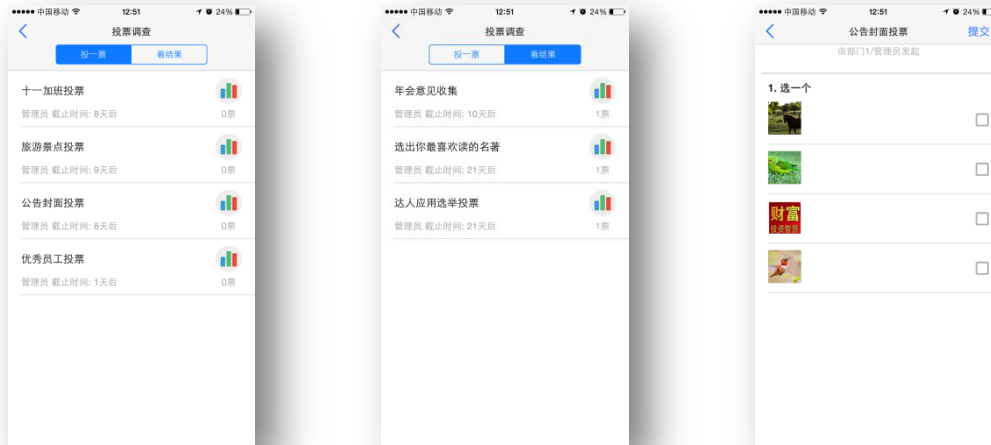 中国移动 12:51 24%
投票调查
投一票 看结果
十一加班投票
管理员 截止时间: 8天后 0票
旅游景点投票
管理员 截止时间: 9天后 0票
公告封面投票
管理员 截止时间: 8天后 0票
优秀员工投票
管理员 截止时间: 1天后 0票
中国移动 12:51 24%
投票调查
投一票 看结果
年会意见收集
管理员 截止时间: 10天后 1票
选出你最喜欢读的名著
管理员 截止时间: 21天后 1票
达人应用选举投票
管理员 截止时间: 21天后 1票
中国移动 12:51 24%
公告封面投票 提交
由部门1/管理员发起
1. 选一个
财富
投资智慧